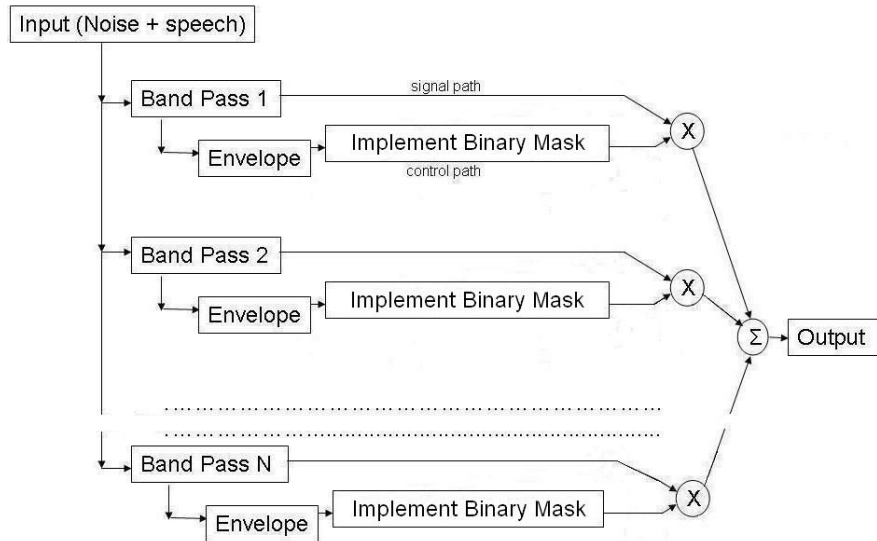 Input (Noise + speech)
Band Pass 1
signal path
X
Envelope
Implement Binary Mask
control path
Band Pass 2
X
Envelope
Implement Binary Mask
Σ
Output
Band Pass N
X
Envelope
Implement Binary Mask